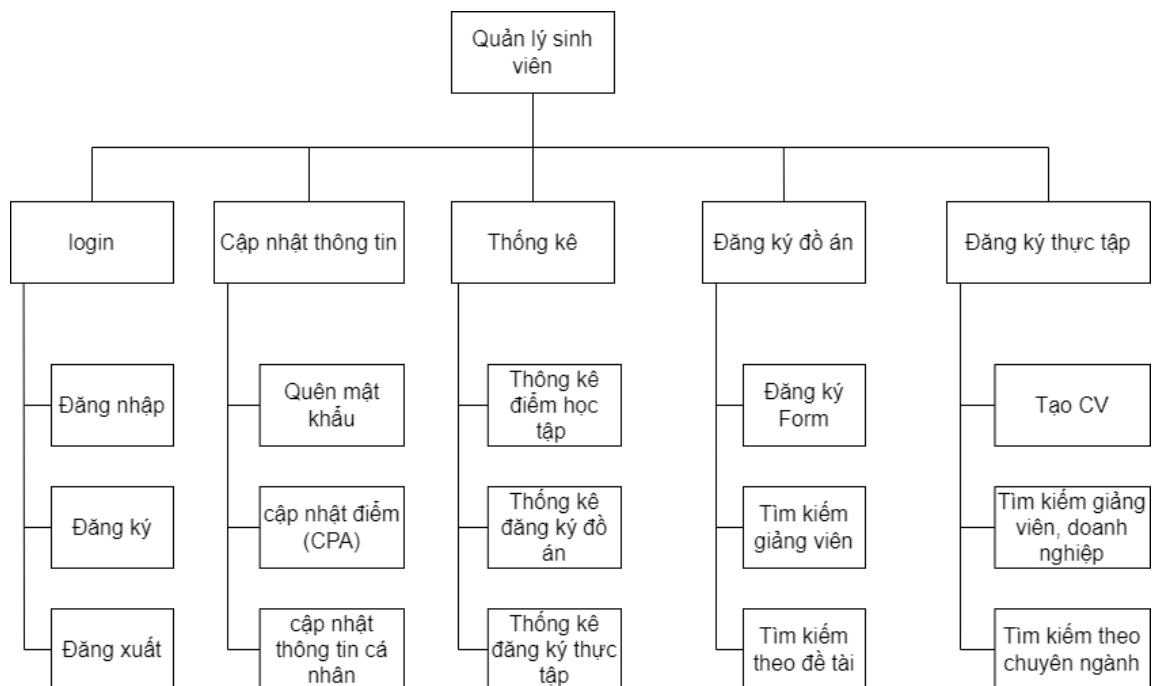 Quản lý sinh
viên
login
Cập nhật thông tin
Thống kê
Đăng ký đồ án
Đăng ký thực tập
Đăng nhập
Quên mật
khẩu
Thông kê
điểm học
tập
Đăng ký
Form
Tạo CV
Đăng ký
cập nhật điểm
(CPA)
Thống kê
đăng ký đồ
án
Tìm kiếm
giảng viên
Tìm kiếm giảng
viên, doanh
nghiệp
Đăng xuất
cập nhật
thông tin cá
nhân
Thống kê
đăng ký thực
tập
Tìm kiếm
theo đề tài
Tìm kiếm theo
chuyên ngành